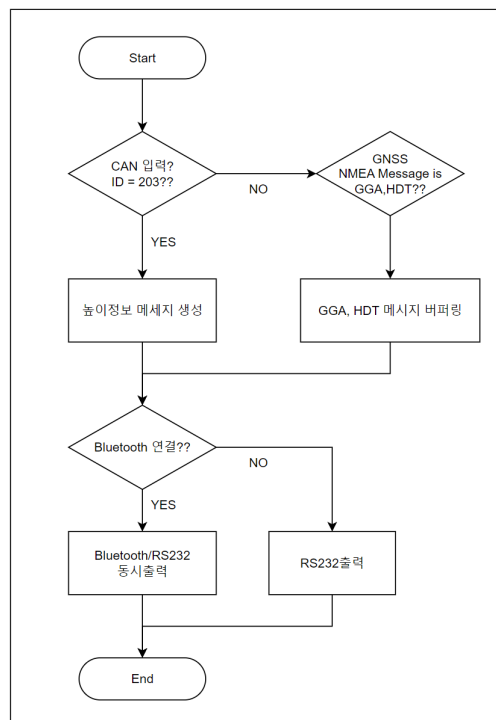 Start
CAN 입력?
ID = 203??
NO
GNSS
NMEA Message is
GGA,HDT??
YES
높이정보 메세지 생성
GGA, HDT 메시지 버퍼링
Bluetooth 연결??
NO
YES
Bluetooth/RS232
동시출력
RS232출력
End